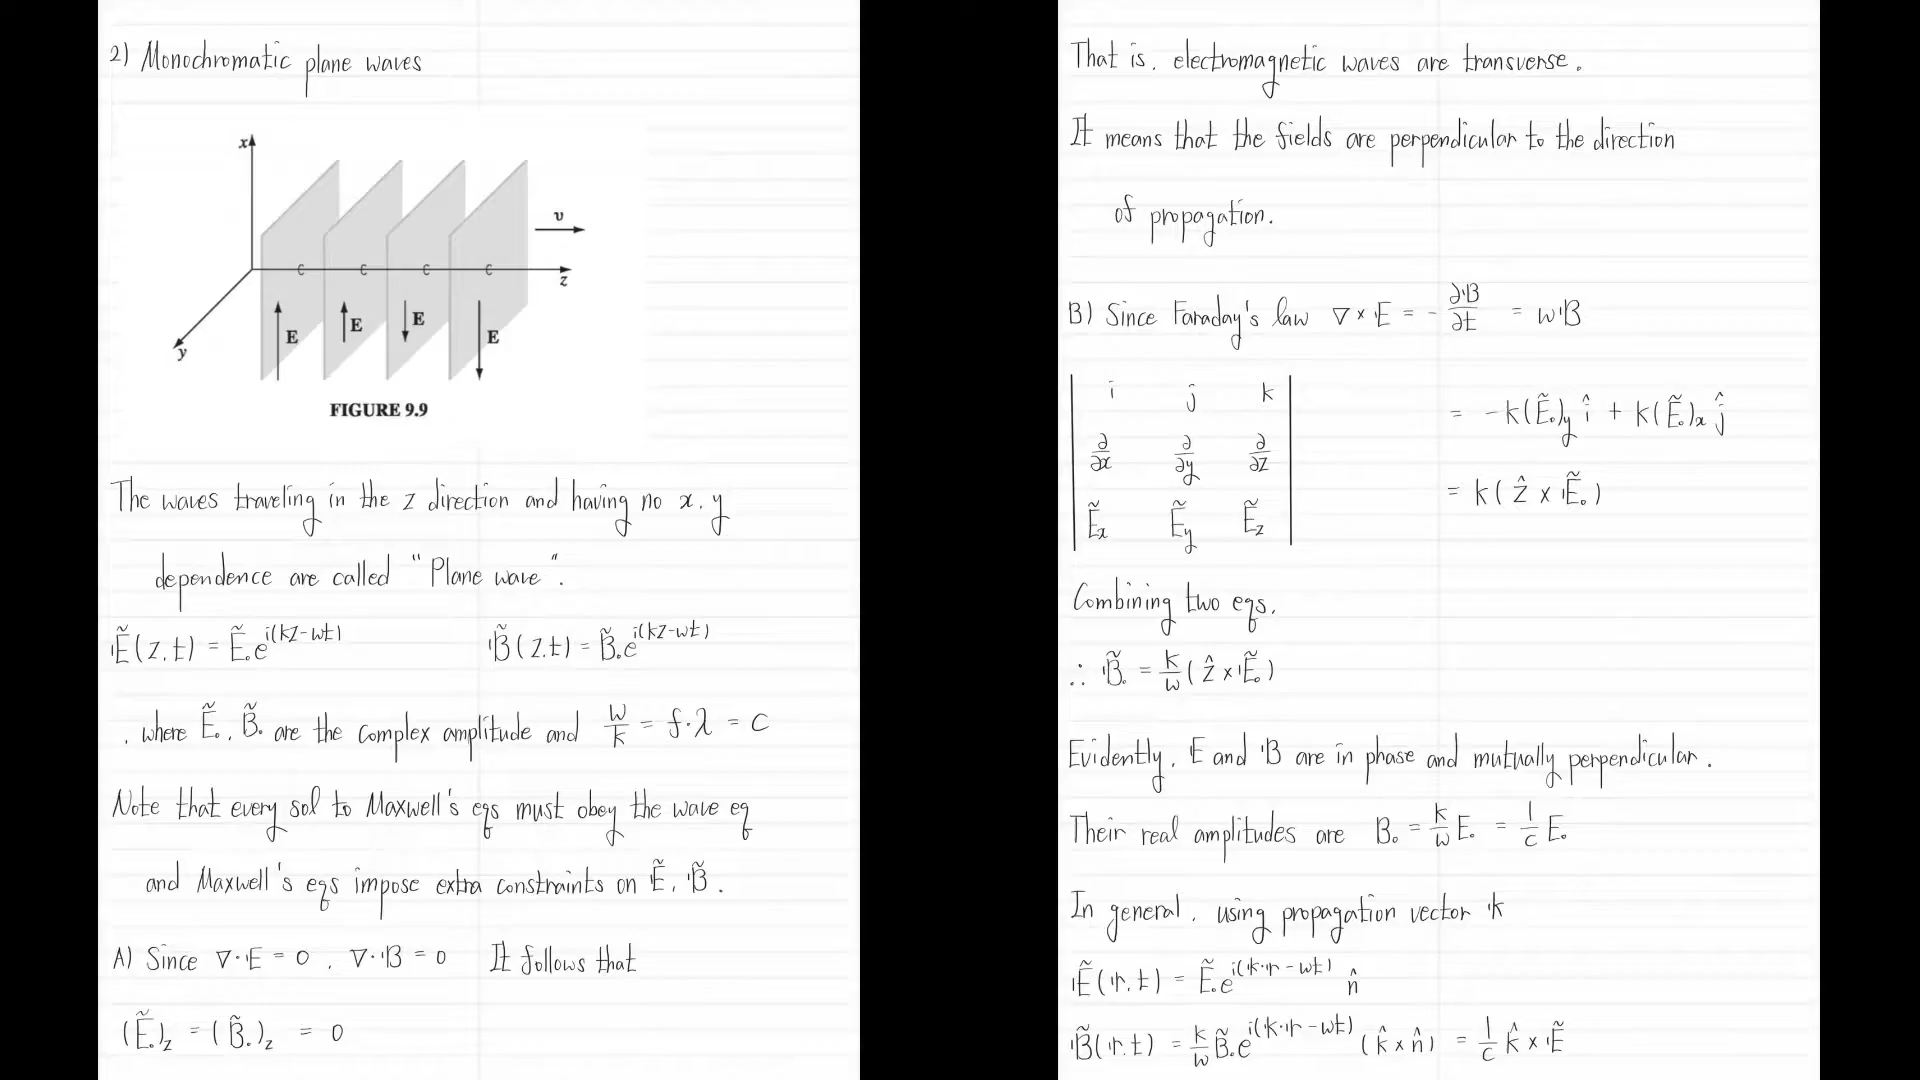 2) Monochromatic plane waves
x
v
c c c c
z
E E E E
y
FIGURE 9.9
The waves traveling in the z direction and having no x, y
dependence are called "Plane wave".
Ẽ(z,t) = Ẽ₀e^{i(kz-wt)} B̃(z,t) = B̃₀e^{i(kz-wt)}
, where Ẽ₀, B̃₀ are the complex amplitude and w/k = f·λ = c
Note that every sol to Maxwell's eqs must obey the wave eq
and Maxwell's eqs impose extra constraints on Ẽ, B̃.
A) Since ∇·E = 0, ∇·B = 0 It follows that
(Ẽ₀)z = (B̃₀)z = 0
That is, electromagnetic waves are transverse.
It means that the fields are perpendicular to the direction
of propagation.
B) Since Faraday's law ∇×E = -∂B/∂t = wB
i j k
∂/∂x ∂/∂y ∂/∂z
Ẽx Ẽy Ẽz
= -k(Ẽ₀)y î + k(Ẽ₀)x ĵ
= k(ẑ × Ẽ₀)
Combining two eqs,
∴ B̃₀ = k/w (ẑ × Ẽ₀)
Evidently, E and B are in phase and mutually perpendicular.
Their real amplitudes are B₀ = k/w E₀ = 1/c E₀
In general, using propagation vector k
Ẽ(r,t) = Ẽ₀e^{i(k·r-wt)} n̂
B̃(r,t) = k/w B̃₀e^{i(k·r-wt)} (k̂×n̂) = 1/c k̂ × Ẽ